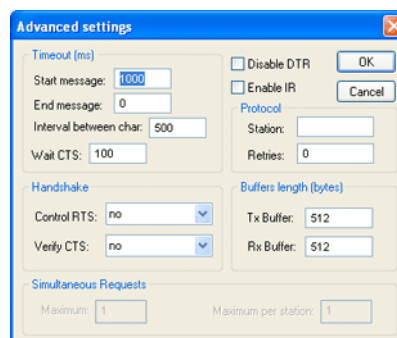 Advanced settings
Timeout (ms)
Start message: 1000
End message: 0
Interval between char: 500
Wait CTS: 100
Disable DTR
Enable IR
OK
Cancel
Protocol
Station:
Retries: 0
Handshake
Control RTS: no
Verify CTS: no
Buffers length (bytes)
Tx Buffer: 512
Rx Buffer: 512
Simultaneous Requests
Maximum: 1
Maximum per station: 1